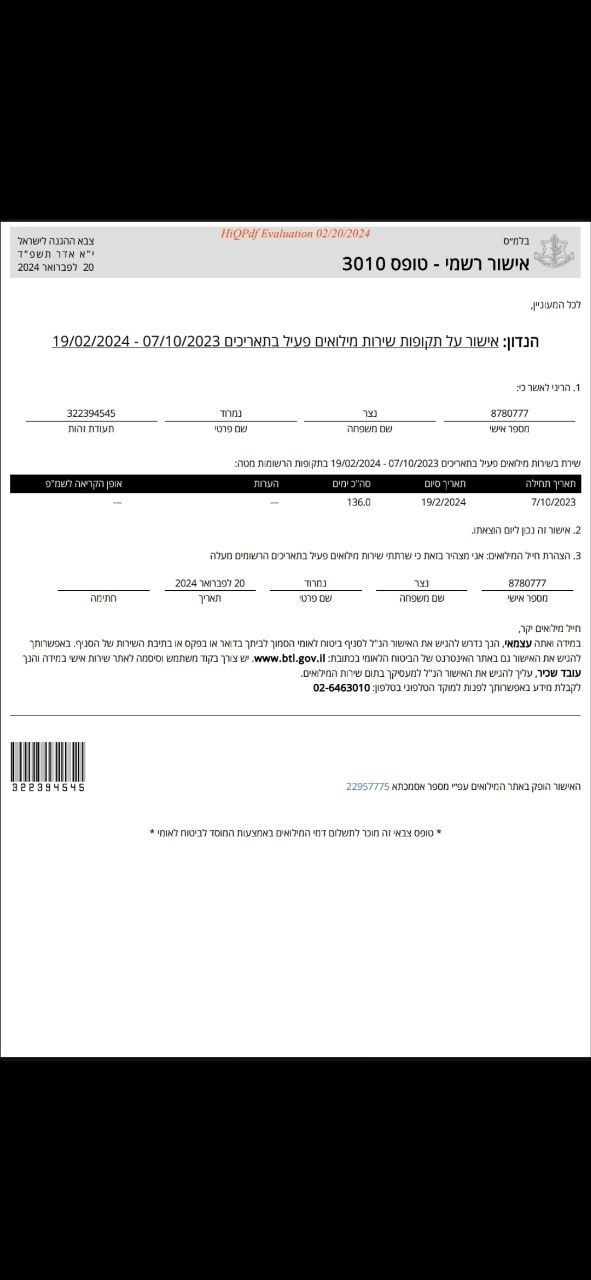 HiQPdf Evaluation 02/20/2024
בלמ"ס
אישור רשמי - טופס 3010
צבא ההגנה לישראל
י"א אדר תשפ"ד
20 לפברואר 2024
לכל המעוניין,
הנדון: אישור על תקופות שירות מילואים פעיל בתאריכים 07/10/2023 - 19/02/2024
1. הריני לאשר כי:
8780777 נצר נמרוד 322394545
מספר אישי שם משפחה שם פרטי תעודת זהות
שירת בשירות מילואים פעיל בתאריכים 07/10/2023 - 19/02/2024 בתקופות הרשומות מטה:
תאריך תחילה תאריך סיום סה"כ ימים הערות אופן הקריאה לשמ"פ
7/10/2023 19/2/2024 136.0 --- ---
2. אישור זה נכון ליום הוצאתו.
3. הצהרת חייל המילואים: אני מצהיר בזאת כי שרתתי שירות מילואים פעיל בתאריכים הרשומים מעלה
8780777 נצר נמרוד 20 לפברואר 2024
מספר אישי שם משפחה שם פרטי תאריך חתימה
חייל מילואים יקר,
במידה ואתה עצמאי, הנך נדרש להגיש את האישור הנ"ל לסניף ביטוח לאומי הסמוך לביתך בדואר או בפקס או בתיבת השירות של הסניף. באפשרותך
להגיש את האישור גם באתר האינטרנט של הביטוח הלאומי בכתובת: www.btl.gov.il. יש צורך בקוד משתמש וסיסמה לאתר שירות אישי במידה והנך
עובד שכיר, עליך להגיש את האישור הנ"ל למעסיקך בתום שירות המילואים.
לקבלת מידע באפשרותך לפנות למוקד הטלפוני בטלפון: 02-6463010
322394545
האישור הופק באתר המילואים עפ"י מספר אסמכתא 22957775
* טופס צבאי זה מוכר לתשלום דמי המילואים באמצעות המוסד לביטוח לאומי *